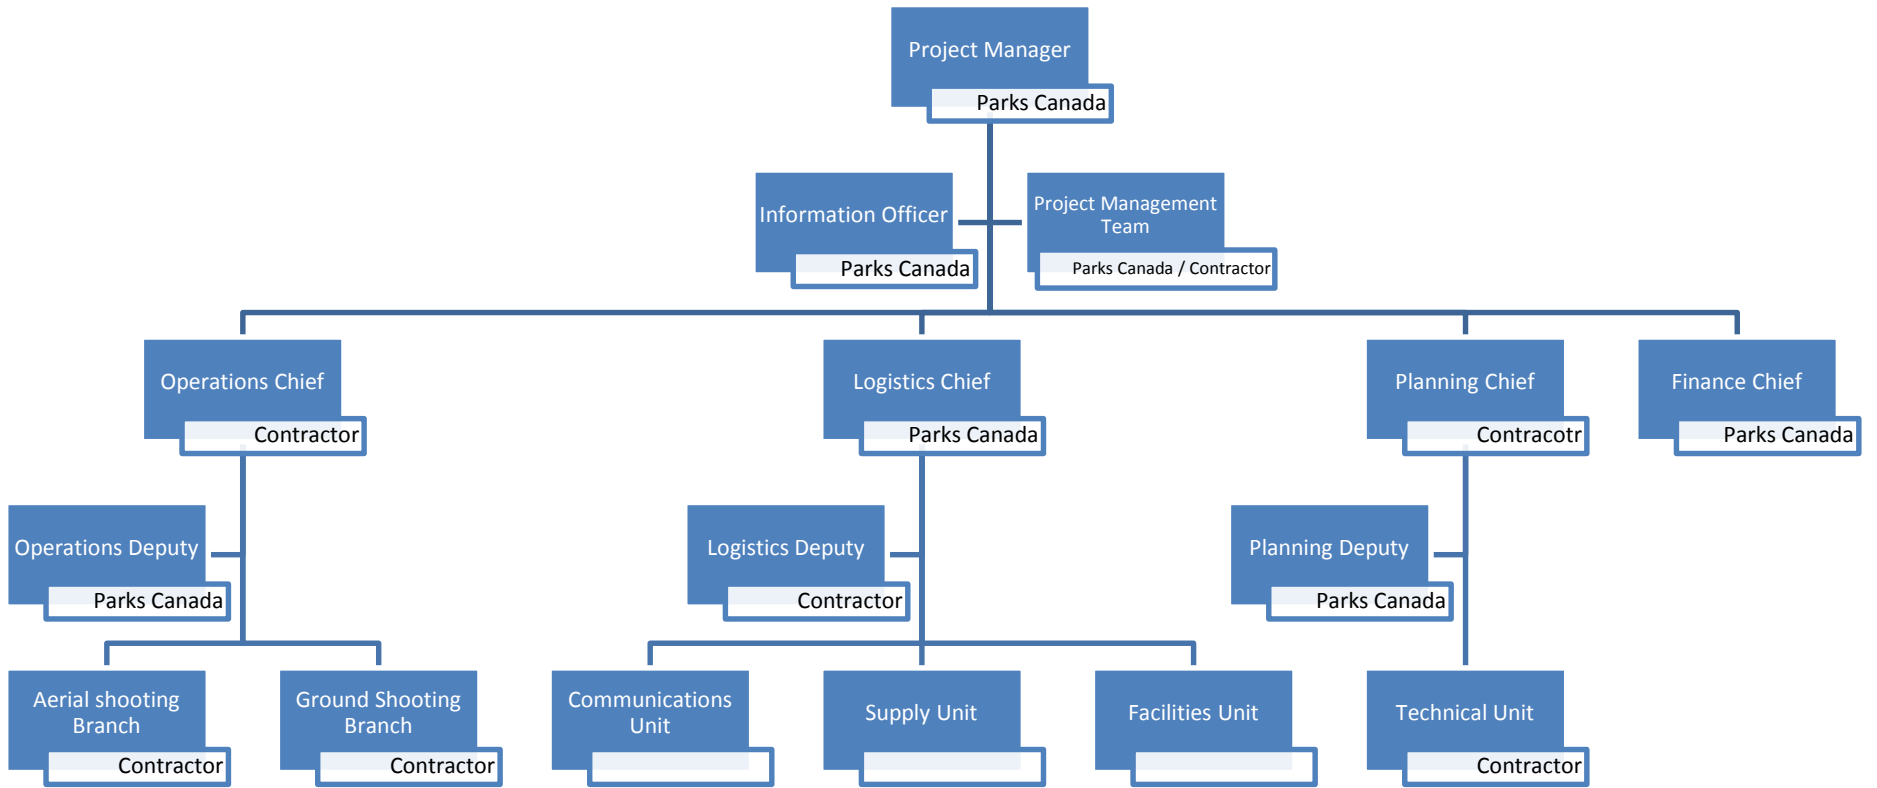 Project Manager
Parks Canada
Information Officer
Parks Canada
Project Management
Team
Parks Canada / Contractor
Operations Chief
Contractor
Logistics Chief
Parks Canada
Planning Chief
Contracotr
Finance Chief
Parks Canada
Operations Deputy
Parks Canada
Logistics Deputy
Contractor
Planning Deputy
Parks Canada
Aerial shooting
Branch
Contractor
Ground Shooting
Branch
Contractor
Communications
Unit
Supply Unit
Facilities Unit
Technical Unit
Contractor